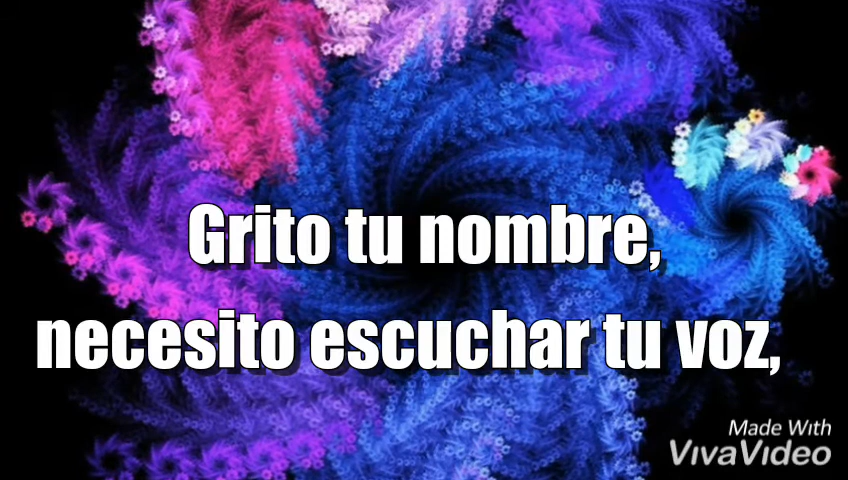 Grito tu nombre,
necesito escuchar tu voz,
Made With
VivaVideo